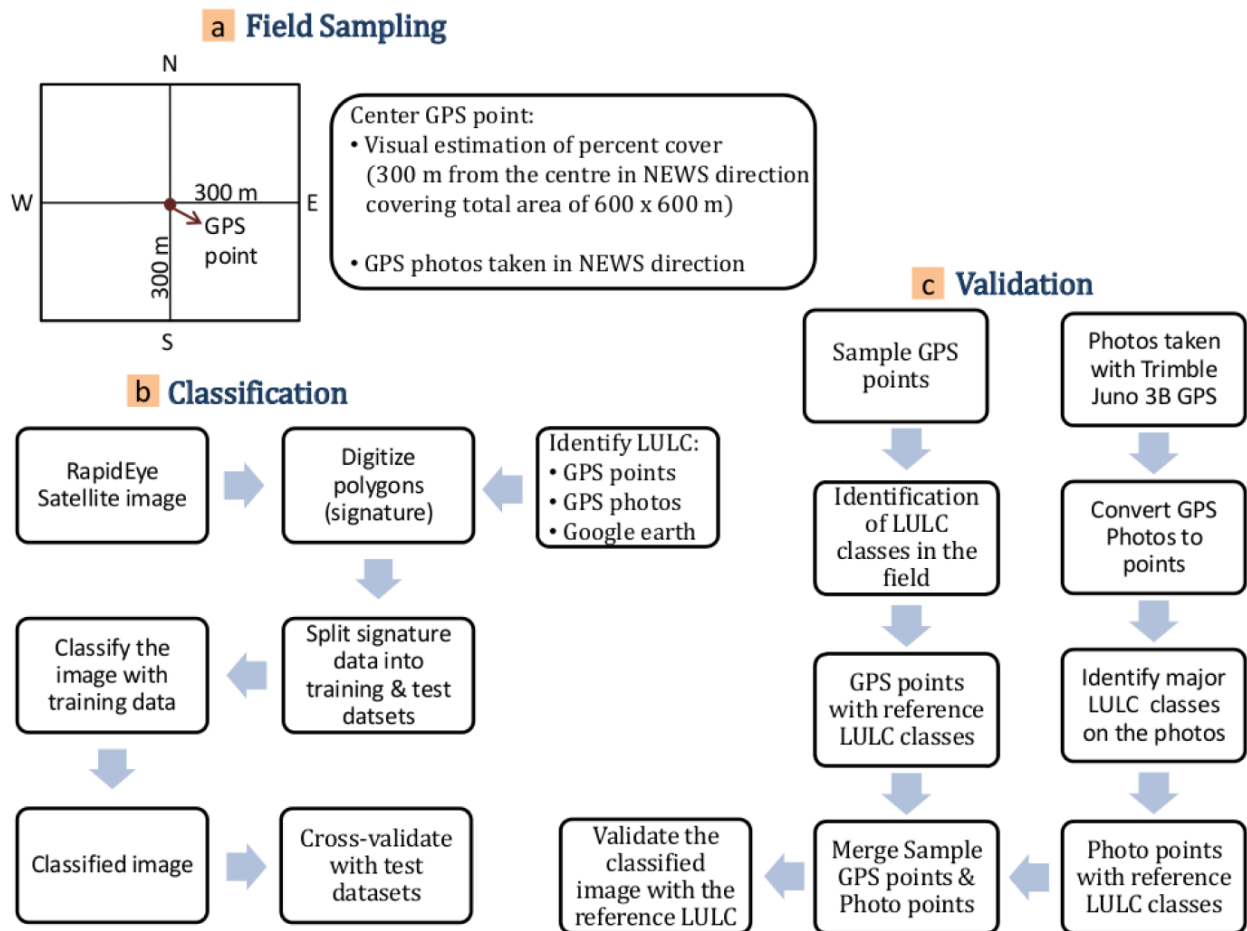 a Field Sampling
N
W
E
S
300 m
GPS
point
300 m
Center GPS point:
• Visual estimation of percent cover
(300 m from the centre in NEWS direction
covering total area of 600 x 600 m)
• GPS photos taken in NEWS direction
b Classification
RapidEye
Satellite image
Digitize
polygons
(signature)
Identify LULC:
• GPS points
• GPS photos
• Google earth
Classify the
image with
training data
Split signature
data into
training & test
datsets
Classified image
Cross-validate
with test
datasets
c Validation
Sample GPS
points
Photos taken
with Trimble
Juno 3B GPS
Identification
of LULC
classes in the
field
Convert GPS
Photos to
points
GPS points
with reference
LULC classes
Identify major
LULC classes
on the photos
Validate the
classified
image with the
reference LULC
Merge Sample
GPS points &
Photo points
Photo points
with reference
LULC classes